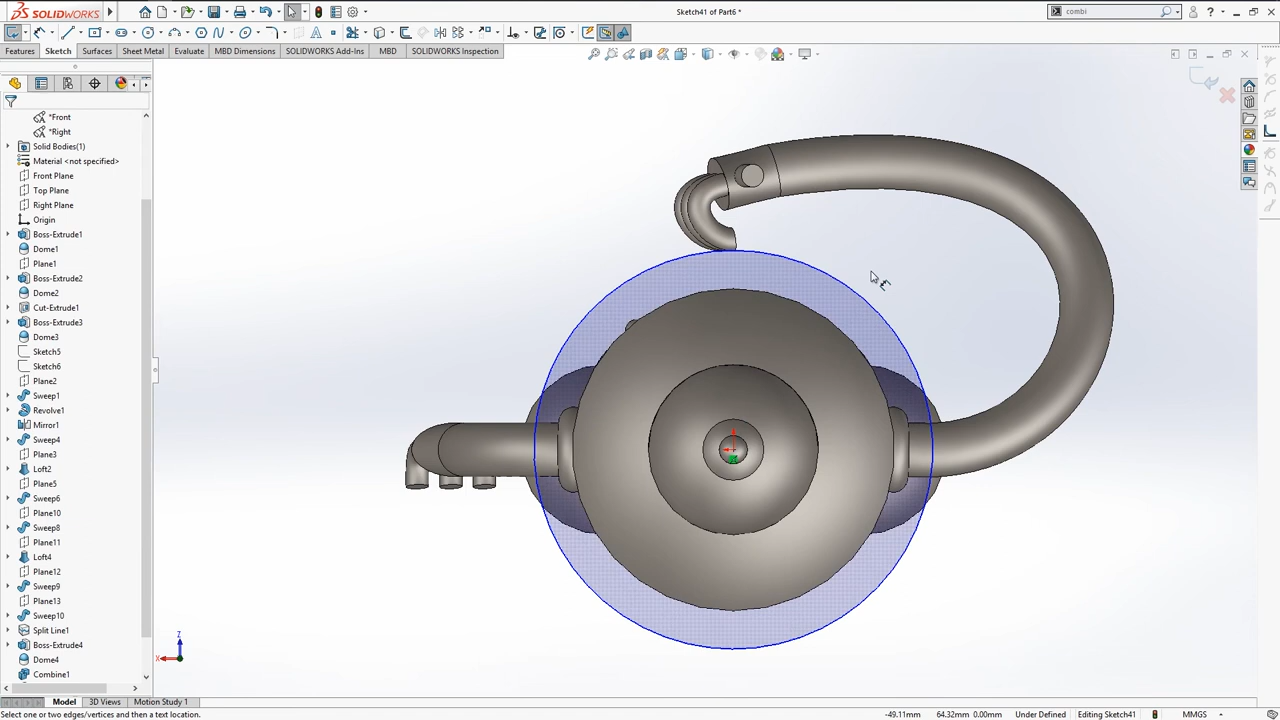 SOLIDWORKS
Sketch41 of Part6 *
combi
Features
Sketch
Surfaces
Sheet Metal
Evaluate
MBD Dimensions
SOLIDWORKS Add-Ins
MBD
SOLIDWORKS Inspection
*Front
*Right
Solid Bodies(1)
Material <not specified>
Front Plane
Top Plane
Right Plane
Origin
Boss-Extrude1
Dome1
Plane1
Boss-Extrude2
Dome2
Cut-Extrude1
Boss-Extrude3
Dome3
Sketch5
Sketch6
Plane2
Sweep1
Revolve1
Mirror1
Sweep4
Plane3
Loft2
Plane5
Sweep6
Plane10
Sweep8
Plane11
Loft4
Plane12
Sweep9
Plane13
Sweep10
Split Line1
Boss-Extrude4
Dome4
Combine1
Z
X
Model
3D Views
Motion Study 1
Select one or two edges/vertices and then a text location.
-49.11mm
64.32mm 0.00mm
Under Defined
Editing Sketch41
MMGS